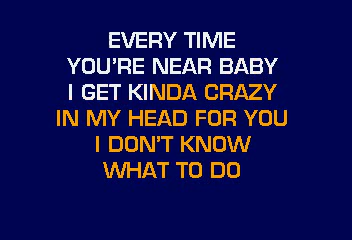 EVERY TIME
YOU'RE NEAR BABY
I GET KINDA CRAZY
IN MY HEAD FOR YOU
I DON'T KNOW
WHAT TO DO